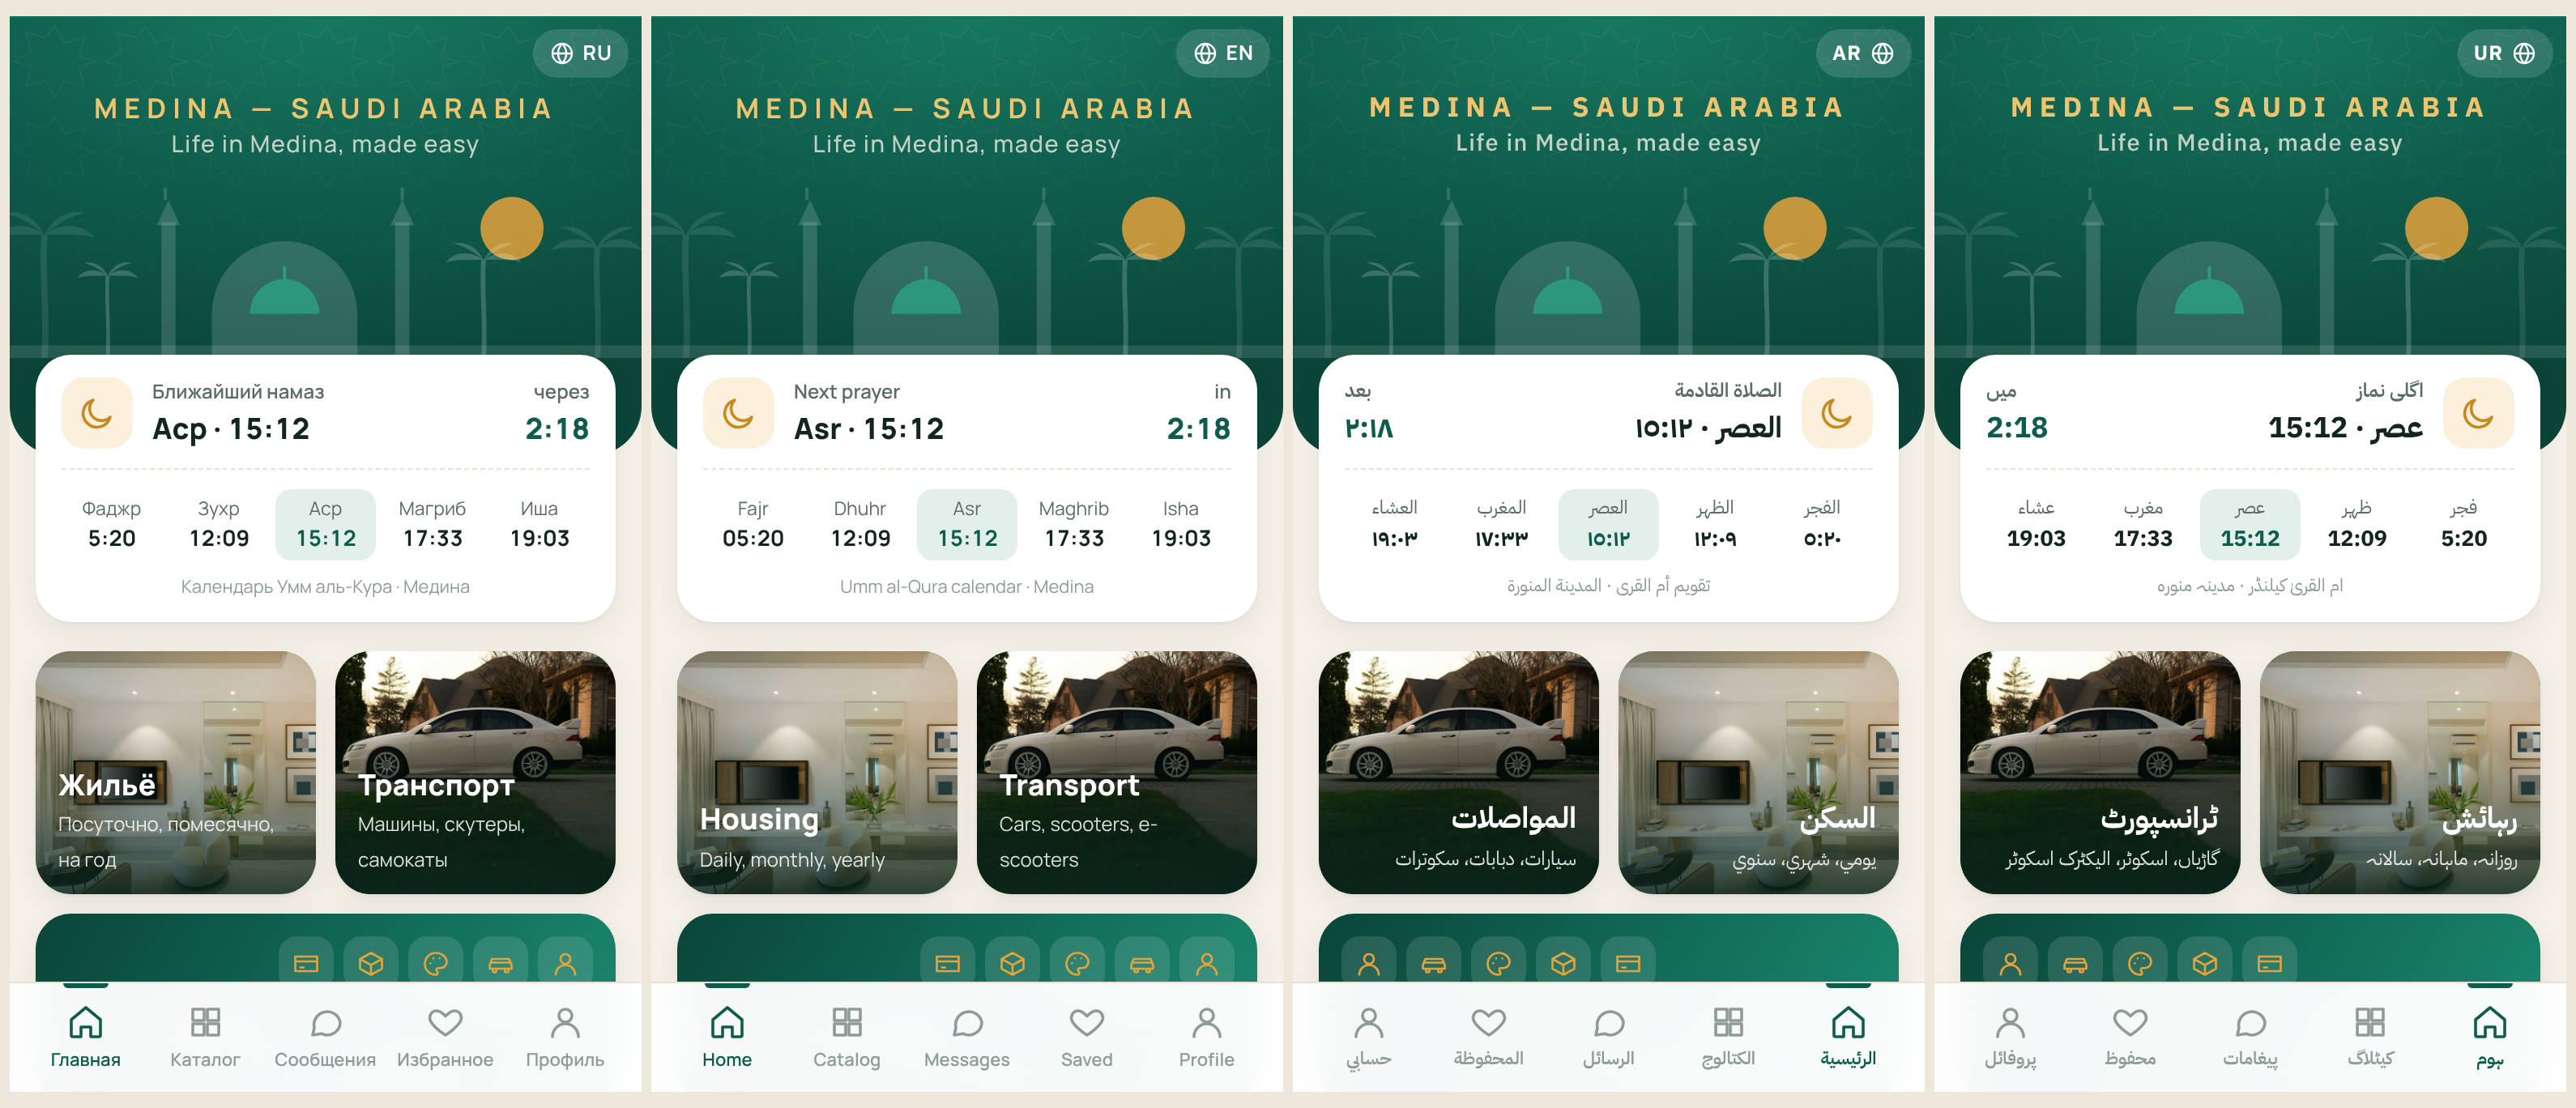 RU
MEDINA — SAUDI ARABIA
Life in Medina, made easy
Ближайший намаз
через
Аср · 15:12
2:18
Фаджр
Зухр
Аср
Магриб
Иша
5:20
12:09
15:12
17:33
19:03
Календарь Умм аль-Кура · Медина
Жильё
Посуточно, помесячно,
на год
Транспорт
Машины, скутеры,
самокаты
Главная
Каталог
Сообщения
Избранное
Профиль
EN
MEDINA — SAUDI ARABIA
Life in Medina, made easy
Next prayer
in
Asr · 15:12
2:18
Fajr
Dhuhr
Asr
Maghrib
Isha
05:20
12:09
15:12
17:33
19:03
Umm al-Qura calendar · Medina
Housing
Daily, monthly, yearly
Transport
Cars, scooters, e-
scooters
Home
Catalog
Messages
Saved
Profile
AR
MEDINA — SAUDI ARABIA
Life in Medina, made easy
الصلاة القادمة
بعد
العصر · ١٥:١٢
٢:١٨
الفجر
الظهر
العصر
المغرب
العشاء
٥:٢٠
١٢:٠٩
١٥:١٢
١٧:٣٣
١٩:٠٣
تقويم أم القرى · المدينة المنورة
السكن
يومي، شهري، سنوي
المواصلات
سيارات، دبابات، سكوترات
الرئيسية
الكتالوج
الرسائل
المحفوظة
حسابي
UR
MEDINA — SAUDI ARABIA
Life in Medina, made easy
اگلی نماز
میں
عصر · 15:12
2:18
فجر
ظہر
عصر
مغرب
عشاء
5:20
12:09
15:12
17:33
19:03
ام القریٰ کیلنڈر · مدینہ منورہ
رہائش
روزانہ، ماہانہ، سالانہ
ٹرانسپورٹ
گاڑیاں، اسکوٹر، الیکٹرک اسکوٹر
ہوم
کیٹلاگ
پیغامات
محفوظ
پروفائل